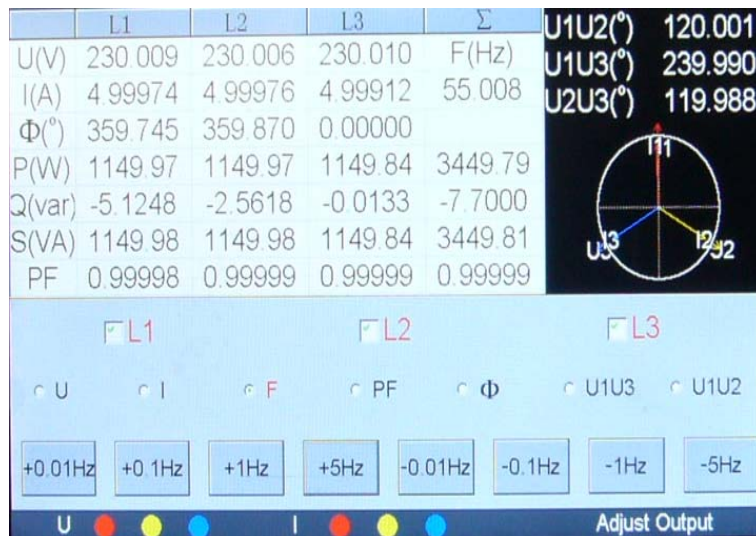 L1 L2 L3 Σ
U(V) 230.009 230.006 230.010 F(Hz)
I(A) 4.99974 4.99976 4.99912 55.008
Φ(°) 359.745 359.870 0.00000
P(W) 1149.97 1149.97 1149.84 3449.79
Q(var) -5.1248 -2.5618 -0.0133 -7.7000
S(VA) 1149.98 1149.98 1149.84 3449.81
PF 0.99998 0.99999 0.99999 0.99999
U1U2(°) 120.001
U1U3(°) 239.990
U2U3(°) 119.988
L1 L2 L3
U I F PF Φ U1U3 U1U2
+0.01Hz +0.1Hz +1Hz +5Hz -0.01Hz -0.1Hz -1Hz -5Hz
U I Adjust Output